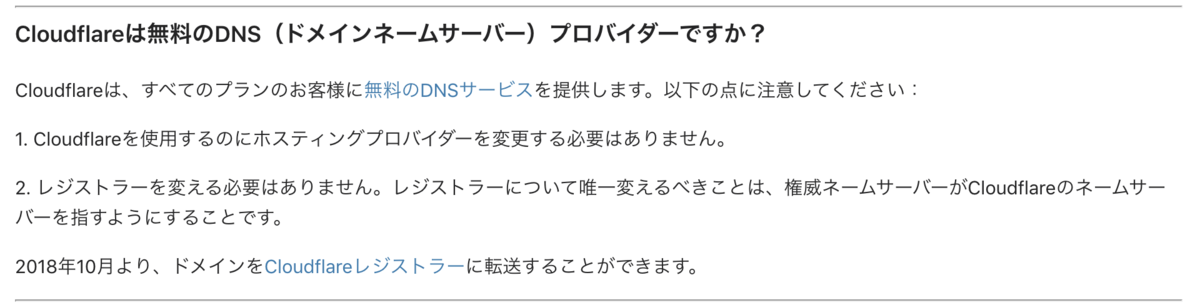 Cloudflareは無料のDNS（ドメインネームサーバー）プロバイダーですか？
Cloudflareは、すべてのプランのお客様に無料のDNSサービスを提供します。以下の点に注意してください：
1. Cloudflareを使用するのにホスティングプロバイダーを変更する必要はありません。
2. レジストラーを変える必要はありません。レジストラーについて唯一変えるべきことは、権威ネームサーバーがCloudflareのネームサー
バーを指すようにすることです。
2018年10月より、ドメインをCloudflareレジストラーに転送することができます。